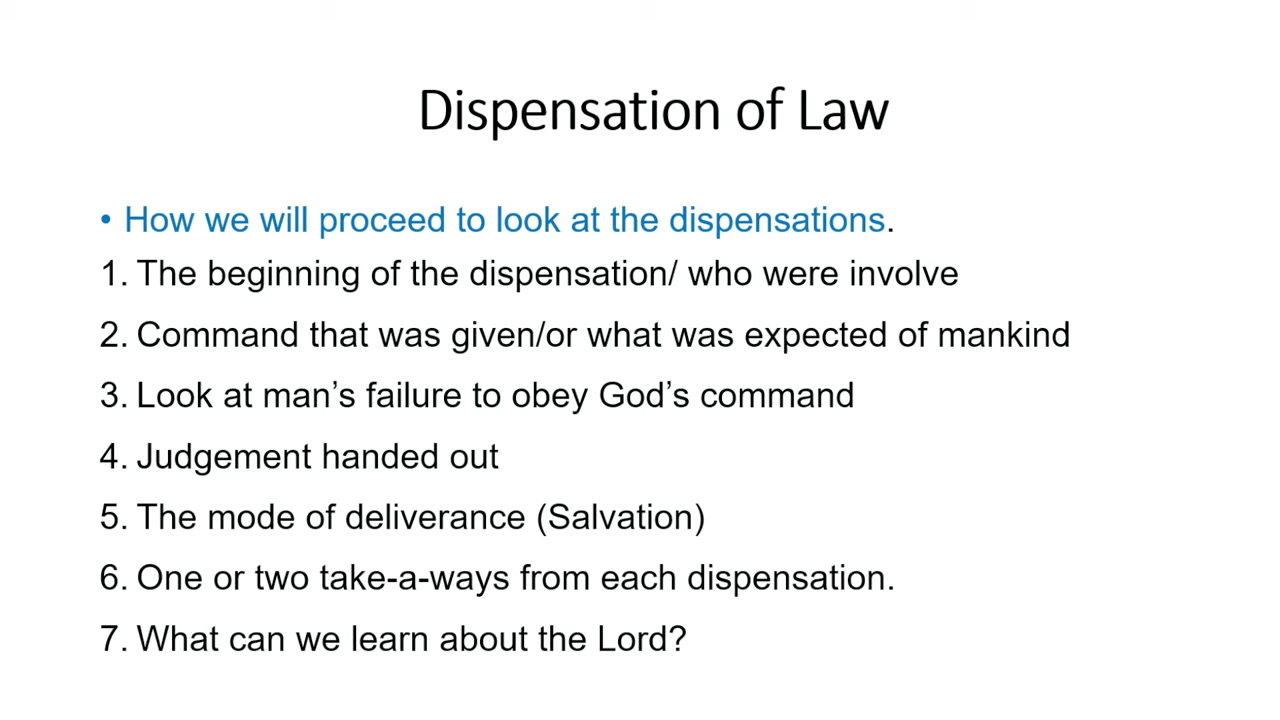 Dispensation of Law
• How we will proceed to look at the dispensations.
1. The beginning of the dispensation/ who were involve
2. Command that was given/or what was expected of mankind
3. Look at man’s failure to obey God’s command
4. Judgement handed out
5. The mode of deliverance (Salvation)
6. One or two take-a-ways from each dispensation.
7. What can we learn about the Lord?